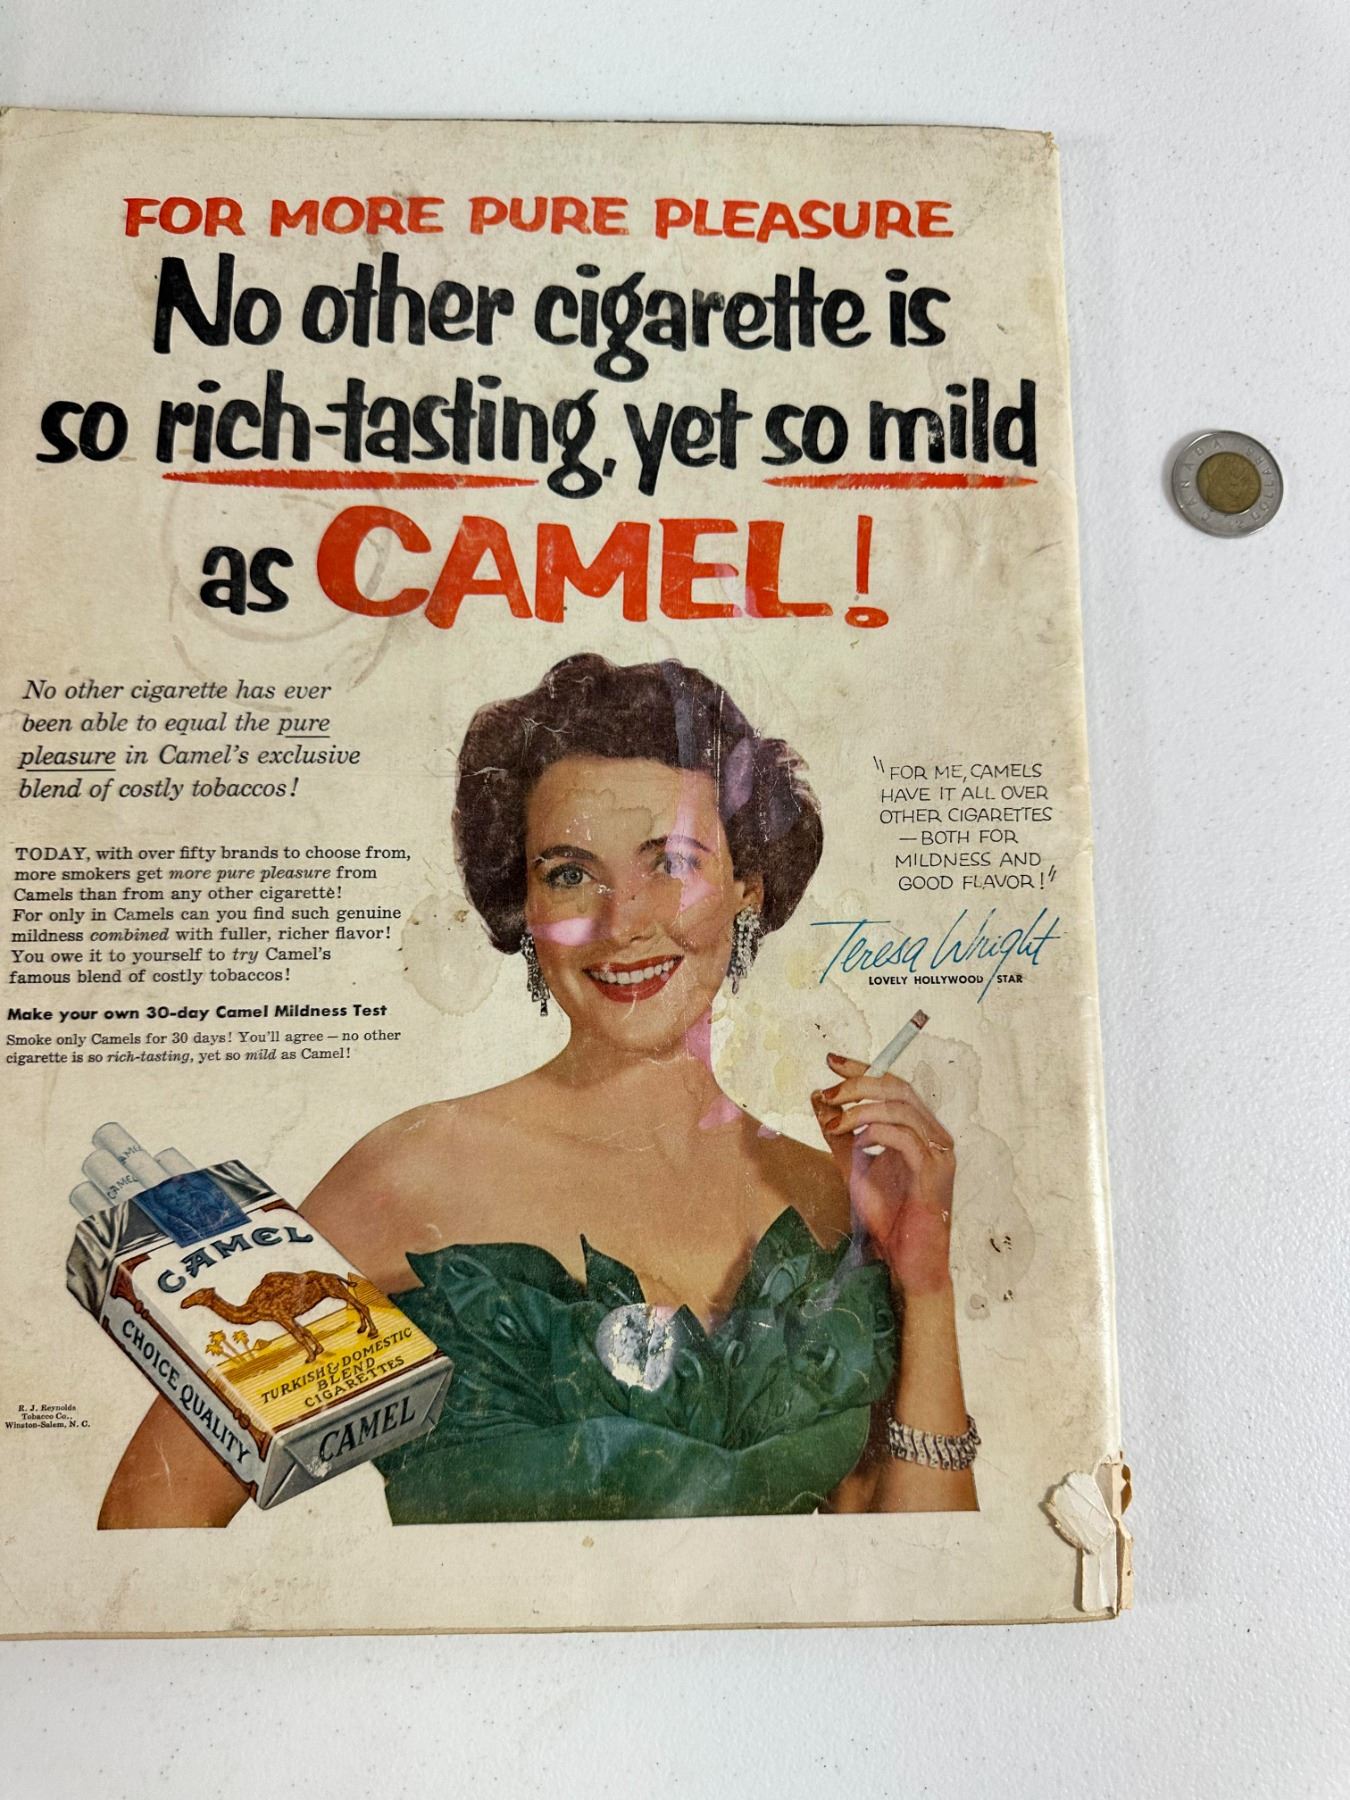 FOR MORE PURE PLEASURE
No other cigarette is
so rich-tasting, yet so mild
as CAMEL!
No other cigarette has ever
been able to equal the pure
pleasure in Camel's exclusive
blend of costly tobaccos!
TODAY, with over fifty brands to choose from,
more smokers get more pure pleasure from
Camels than from any other cigarette!
For only in Camels can you find such genuine
mildness combined with fuller, richer flavor!
You owe it to yourself to try Camel's
famous blend of costly tobaccos!
Make your own 30-day Camel Mildness Test
Smoke only Camels for 30 days! You'll agree – no other
cigarette is so rich-tasting, yet so mild as Camel!
"FOR ME, CAMELS
HAVE IT ALL OVER
OTHER CIGARETTES
—BOTH FOR
MILDNESS AND
GOOD FLAVOR!"
Teresa Wright
LOVELY HOLLYWOOD STAR
CAMEL
CAMEL
TURKISH & DOMESTIC
BLEND
CIGARETTES
CHOICE QUALITY
CAMEL
R. J. Reynolds
Tobacco Co.,
Winston-Salem, N. C.
CANADA
2 DOLLARS